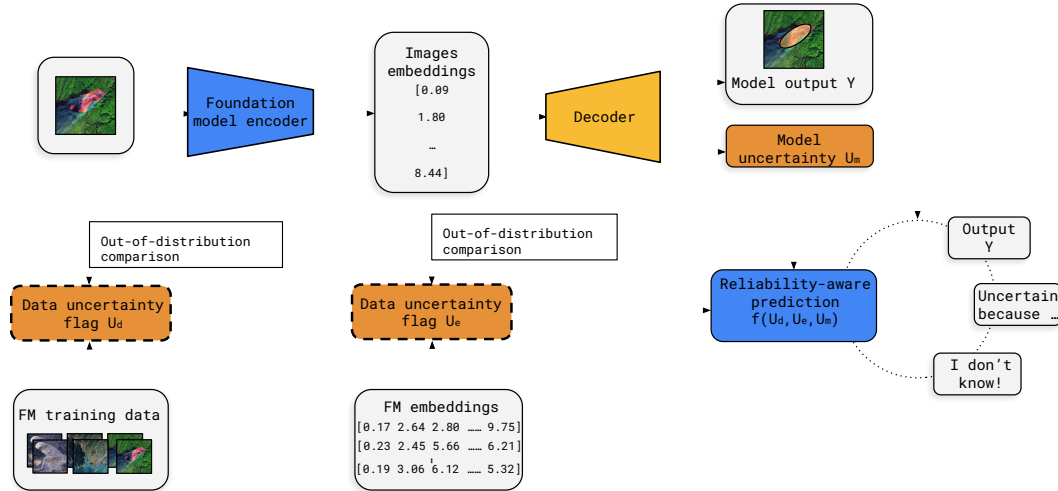 Foundation
model encoder
Images
embeddings
[0.09
1.80
…
8.44]
Decoder
Model output Y
Model
uncertainty Um
Out-of-distribution
comparison
Data uncertainty
flag Ud
FM training data
Out-of-distribution
comparison
Data uncertainty
flag Ue
FM embeddings
[0.17 2.64 2.80 …… 9.75]
[0.23 2.45 5.66 …… 6.21]
[0.19 3.06 6.12 …… 5.32]
Reliability-aware
prediction
f(Ud,Ue,Um)
Output
Y
Uncertain
because …
I don’t
know!